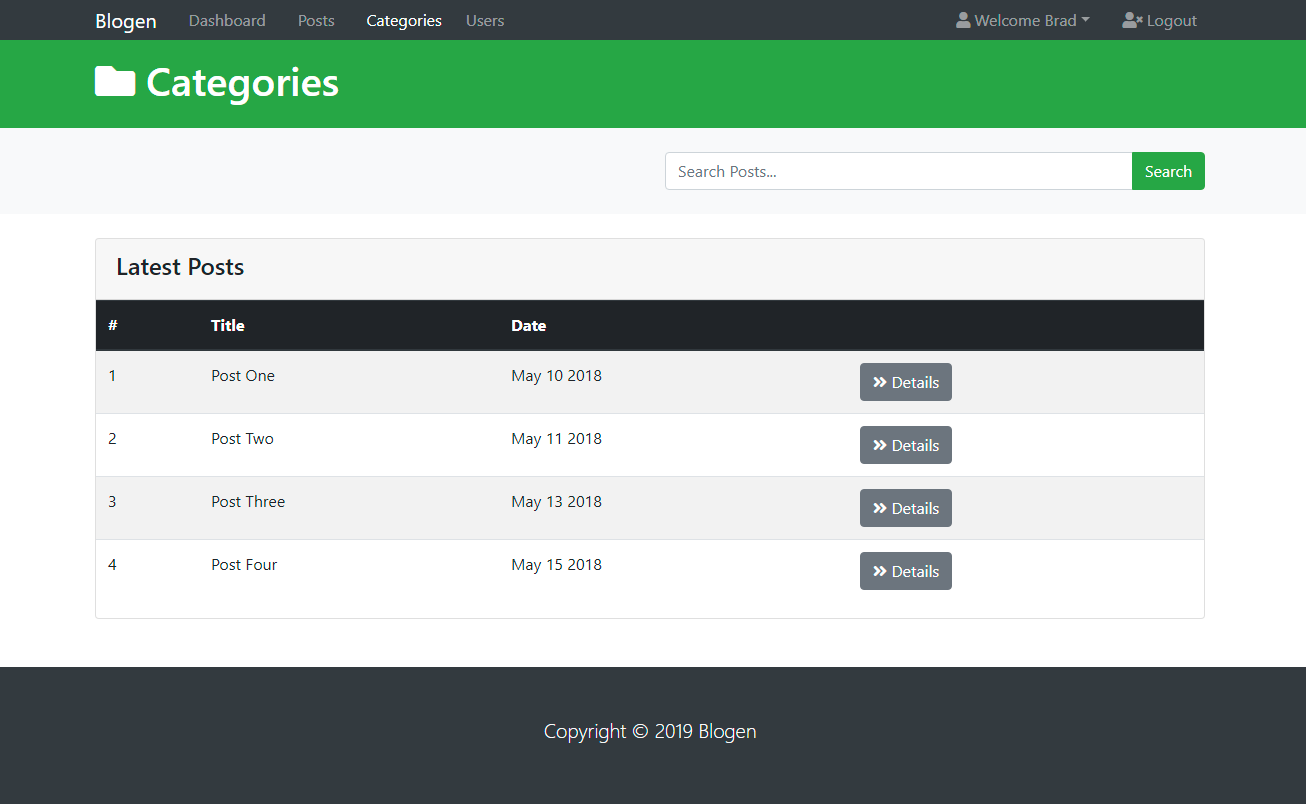 Blogen Dashboard Posts Categories Users Welcome Brad Logout
Categories
Search Posts... Search
Latest Posts
# Title Date
1 Post One May 10 2018 Details
2 Post Two May 11 2018 Details
3 Post Three May 13 2018 Details
4 Post Four May 15 2018 Details
Copyright © 2019 Blogen